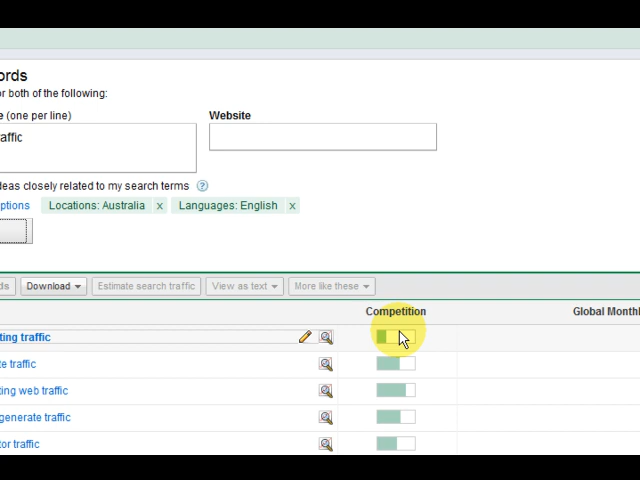 ords
or both of the following:
e (one per line)
Website
affic
deas closely related to my search terms ?
ptions
Locations: Australia x
Languages: English x
ds
Download
Estimate search traffic
View as text
More like these
Competition
Global Monthl
ting traffic
te traffic
ting web traffic
generate traffic
tor traffic